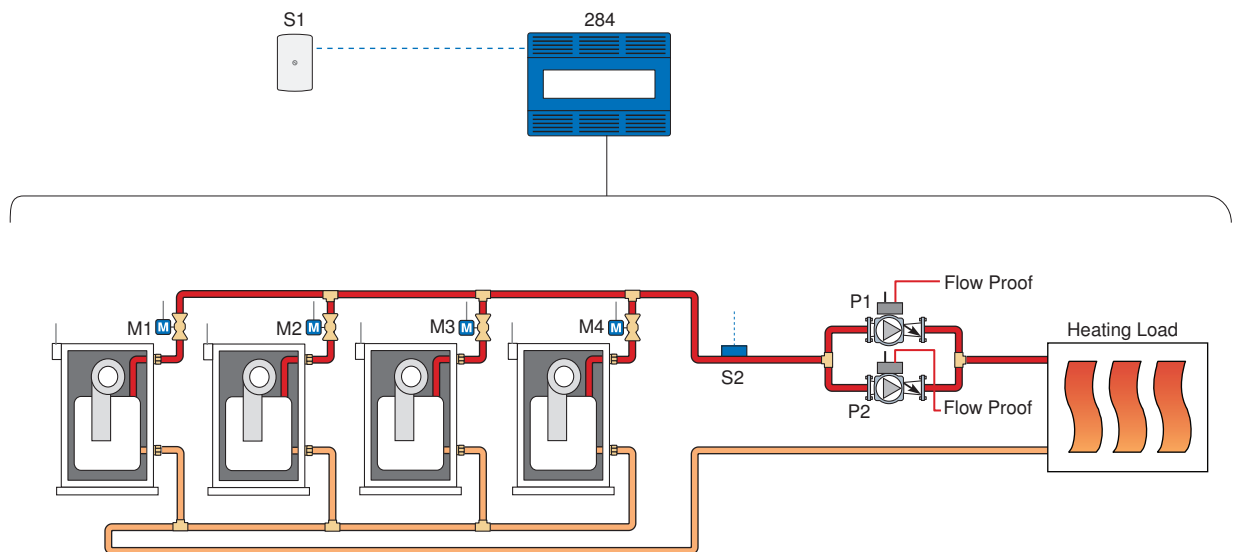 S1
284
Flow Proof
P1
M1
M
M2
M
M3
M
M4
M
Heating Load
S2
P2
Flow Proof